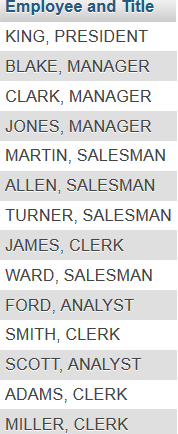 Employee and Title
KING, PRESIDENT
BLAKE, MANAGER
CLARK, MANAGER
JONES, MANAGER
MARTIN, SALESMAN
ALLEN, SALESMAN
TURNER, SALESMAN
JAMES, CLERK
WARD, SALESMAN
FORD, ANALYST
SMITH, CLERK
SCOTT, ANALYST
ADAMS, CLERK
MILLER, CLERK